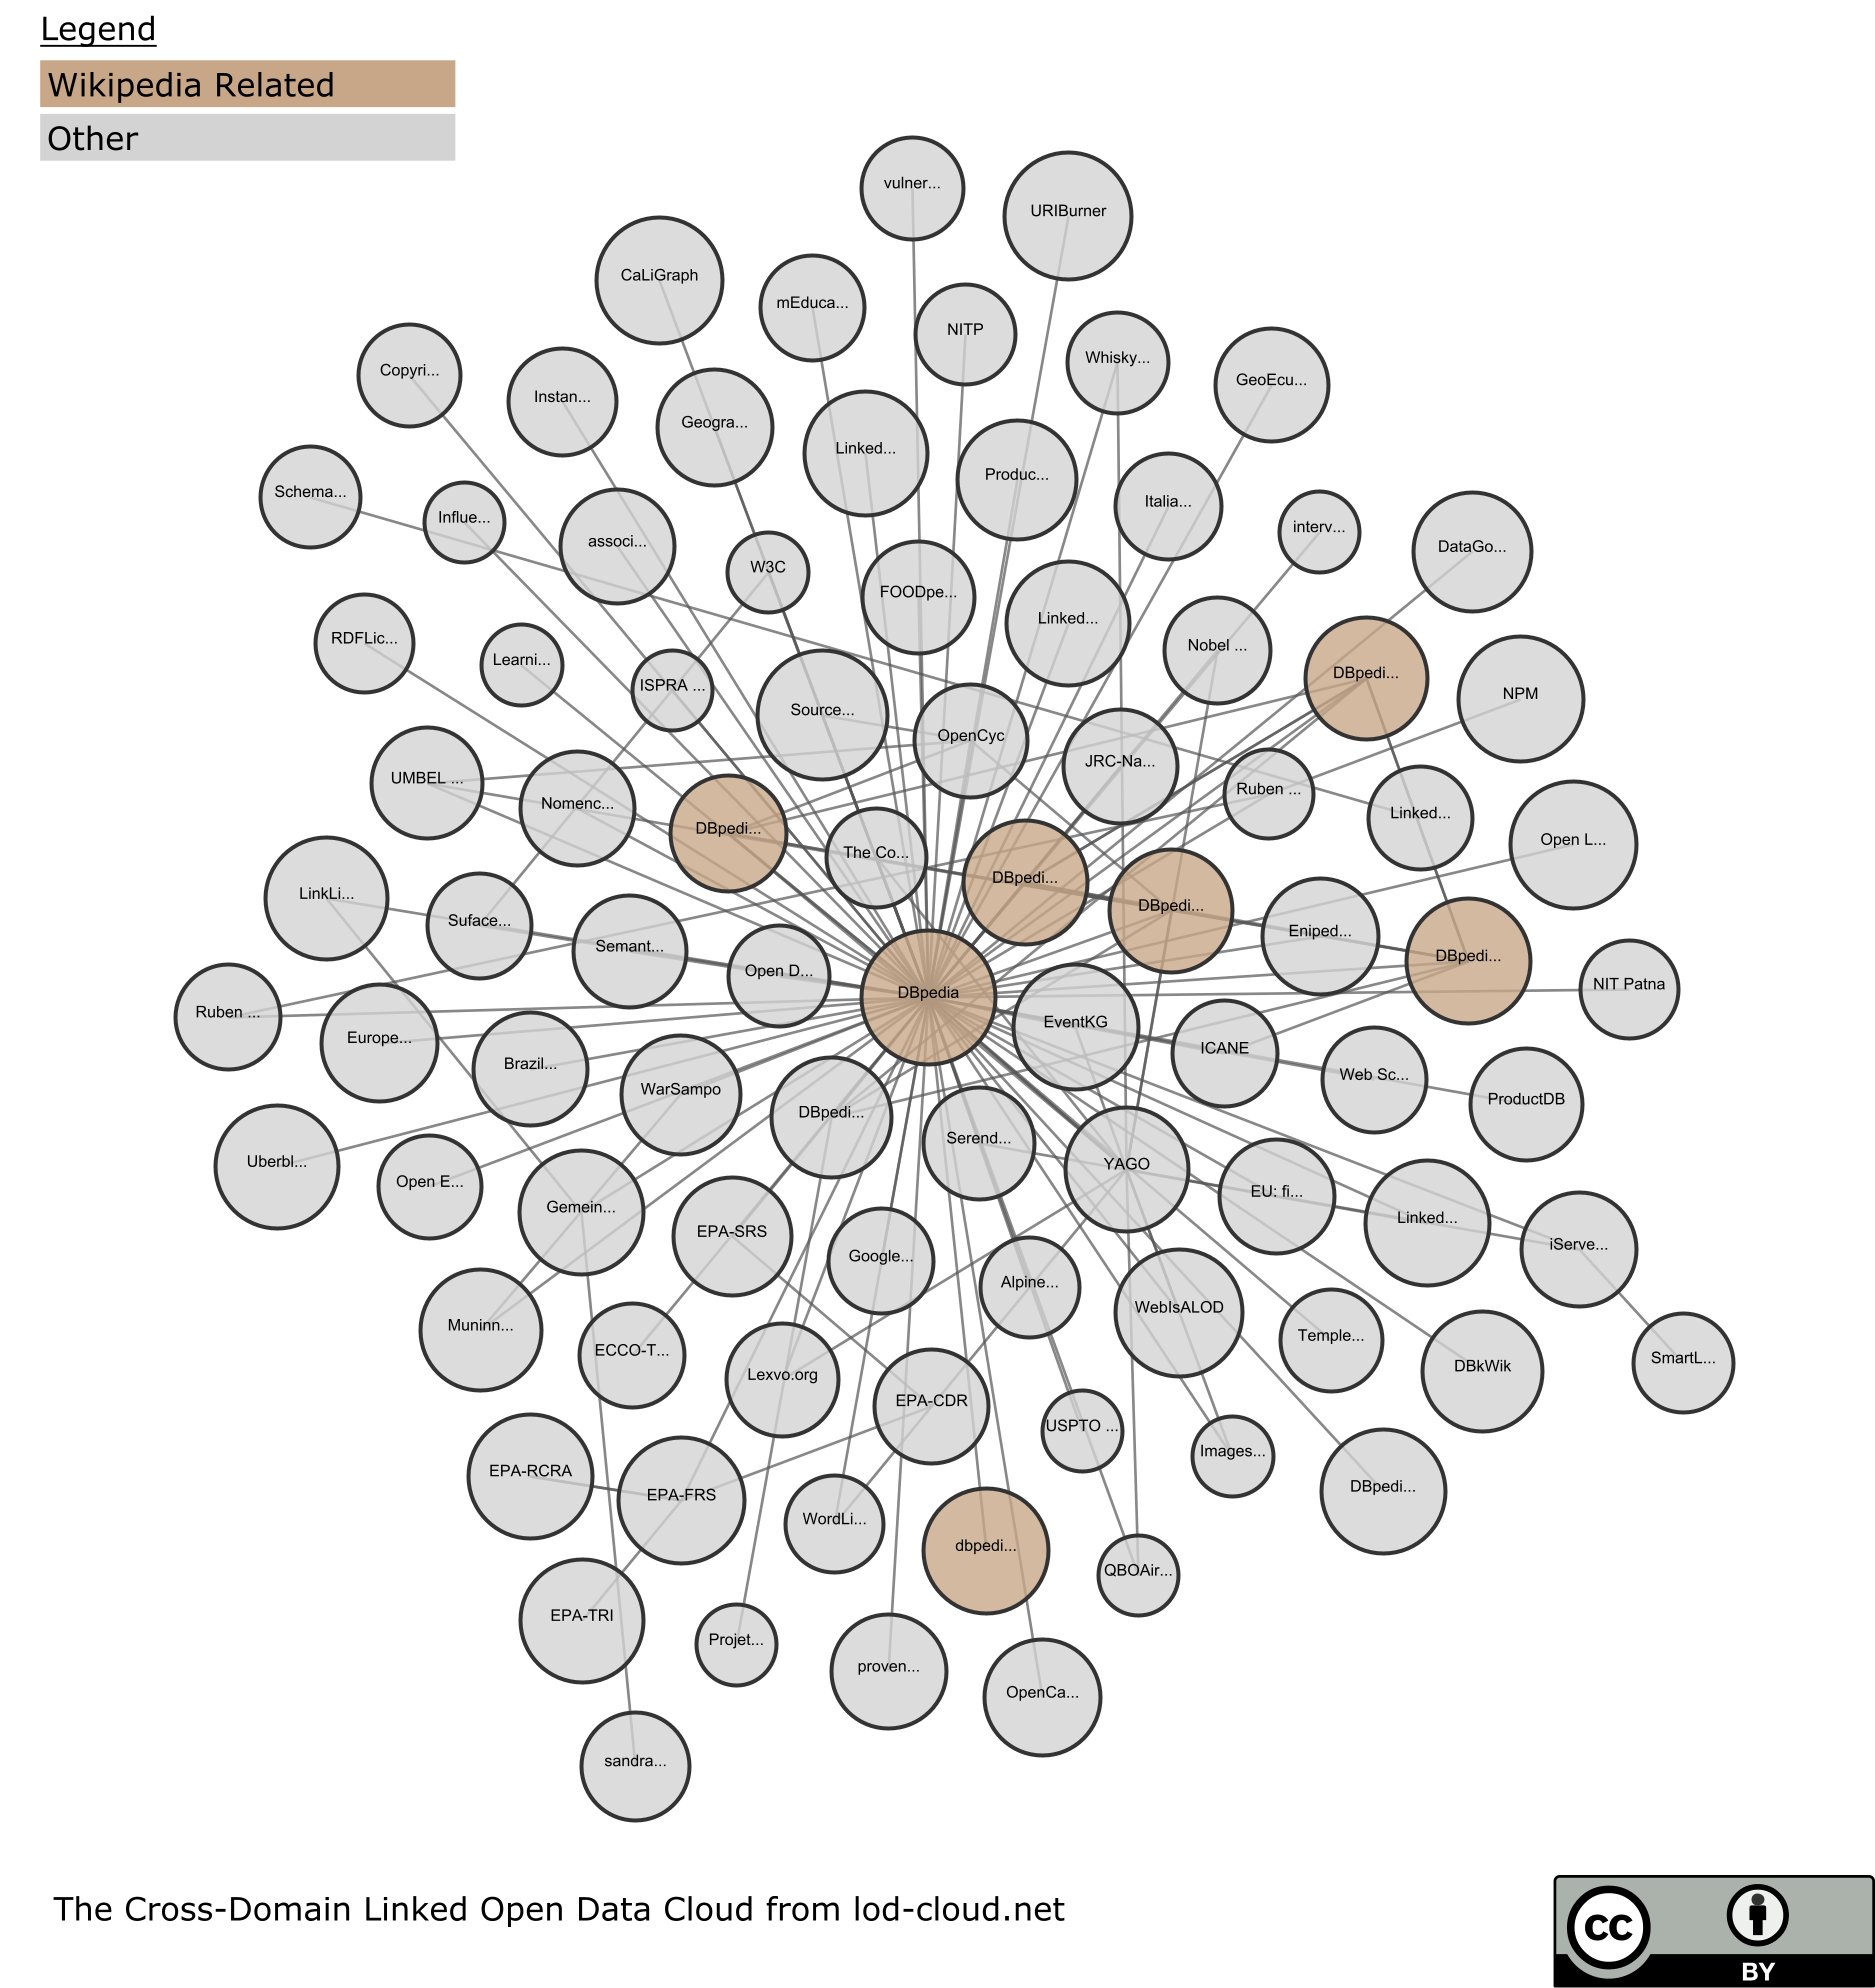 Legend
Wikipedia Related
Other
vulner...
URIBurner
CaLiGraph
mEduca...
NITP
Whisky...
Copyri...
GeoEcu...
Instan...
Geogra...
Linked...
Produc...
Schema...
Italia...
Influe...
interv...
associ...
DataGo...
W3C
FOODpe...
Linked...
RDFLic...
Nobel ...
Learni...
DBpedi...
ISPRA ...
NPM
Source...
OpenCyc
JRC-Na...
UMBEL ...
Ruben ...
Nomenc...
Linked...
DBpedi...
Open L...
The Co...
DBpedi...
LinkLi...
DBpedi...
Suface...
Eniped...
Semant...
DBpedi...
Open D...
NIT Patna
DBpedia
Ruben ...
EventKG
Europe...
ICANE
Brazil...
Web Sc...
WarSampo
ProductDB
DBpedi...
Serend...
Uberbl...
YAGO
Open E...
EU: fi...
Gemein...
Linked...
EPA-SRS
iServe...
Google...
Alpine...
WebIsALOD
Muninn...
Temple...
ECCO-T...
SmartL...
DBkWik
Lexvo.org
EPA-CDR
USPTO ...
Images...
EPA-RCRA
DBpedi...
EPA-FRS
WordLi...
dbpedi...
QBOAir...
EPA-TRI
Projet...
proven...
OpenCa...
sandra...
The Cross-Domain Linked Open Data Cloud from lod-cloud.net
cc
BY